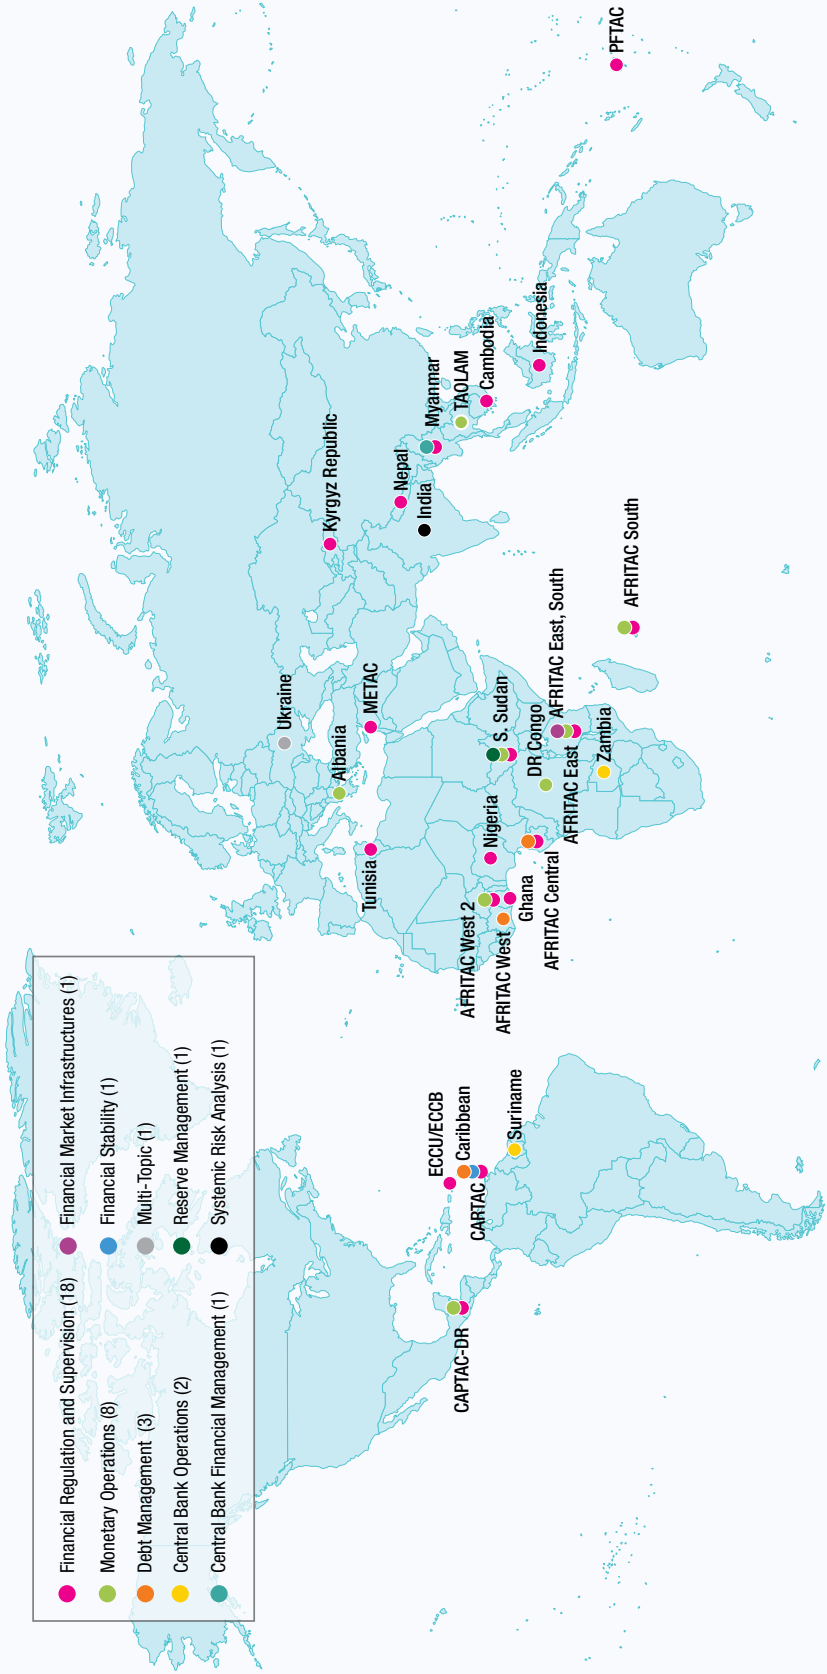 Financial Regulation and Supervision (18)
Monetary Operations (8)
Debt Management (3)
Central Bank Operations (2)
Central Bank Financial Management (1)
Financial Market Infrastructures (1)
Financial Stability (1)
Multi-Topic (1)
Reserve Management (1)
Systemic Risk Analysis (1)
CAPTAC-DR
ECCU/ECCB
Caribbean
CARTAC
Suriname
Tunisia
AFRITAC West 2
AFRITAC West
Ghana
AFRITAC Central
Nigeria
Albania
Ukraine
METAC
S. Sudan
DR Congo
AFRITAC East
AFRITAC East, South
Zambia
AFRITAC South
Kyrgyz Republic
Nepal
India
Myanmar
TAOLAM
Cambodia
Indonesia
PFTAC